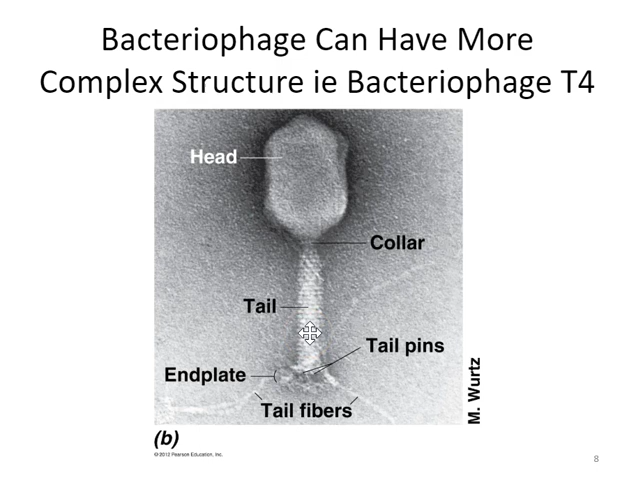 Bacteriophage Can Have More
Complex Structure ie Bacteriophage T4
Head
Collar
Tail
Tail pins
Endplate
Tail fibers
M. Wurtz
(b)
© 2012 Pearson Education, Inc.
8